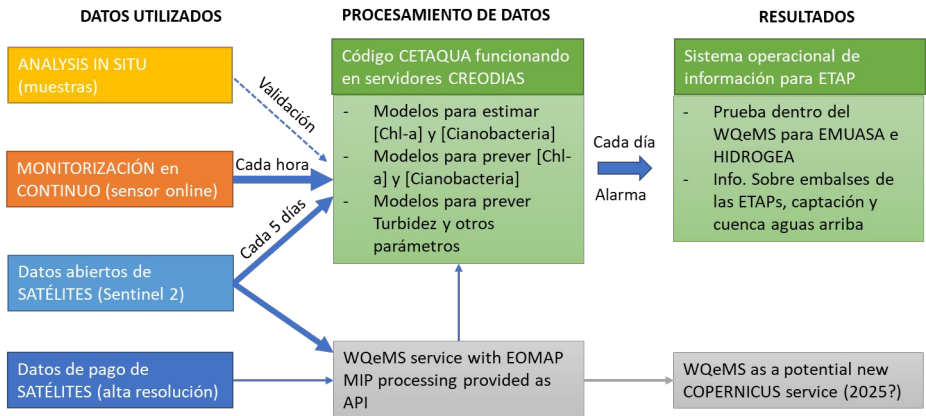 DATOS UTILIZADOS
PROCESAMIENTO DE DATOS
RESULTADOS
ANALYSIS IN SITU
(muestras)
Validación
MONITORIZACIÓN en
CONTINUO (sensor online)
Cada hora
Cada 5 días
Datos abiertos de
SATÉLITES (Sentinel 2)
Datos de pago de
SATÉLITES (alta resolución)
Código CETAQUA funcionando
en servidores CREODIAS
- Modelos para estimar
[Chl-a] y [Cianobacteria]
- Modelos para prever [Chl-
a] y [Cianobacteria]
- Modelos para prever
Turbidez y otros
parámetros
WQeMS service with EOMAP
MIP processing provided as
API
Cada día
Alarma
Sistema operacional de
información para ETAP
- Prueba dentro del
WQeMS para EMUASA e
HIDROGEA
- Info. Sobre embalses de
las ETAPs, captación y
cuenca aguas arriba
WQeMS as a potential new
COPERNICUS service (2025?)